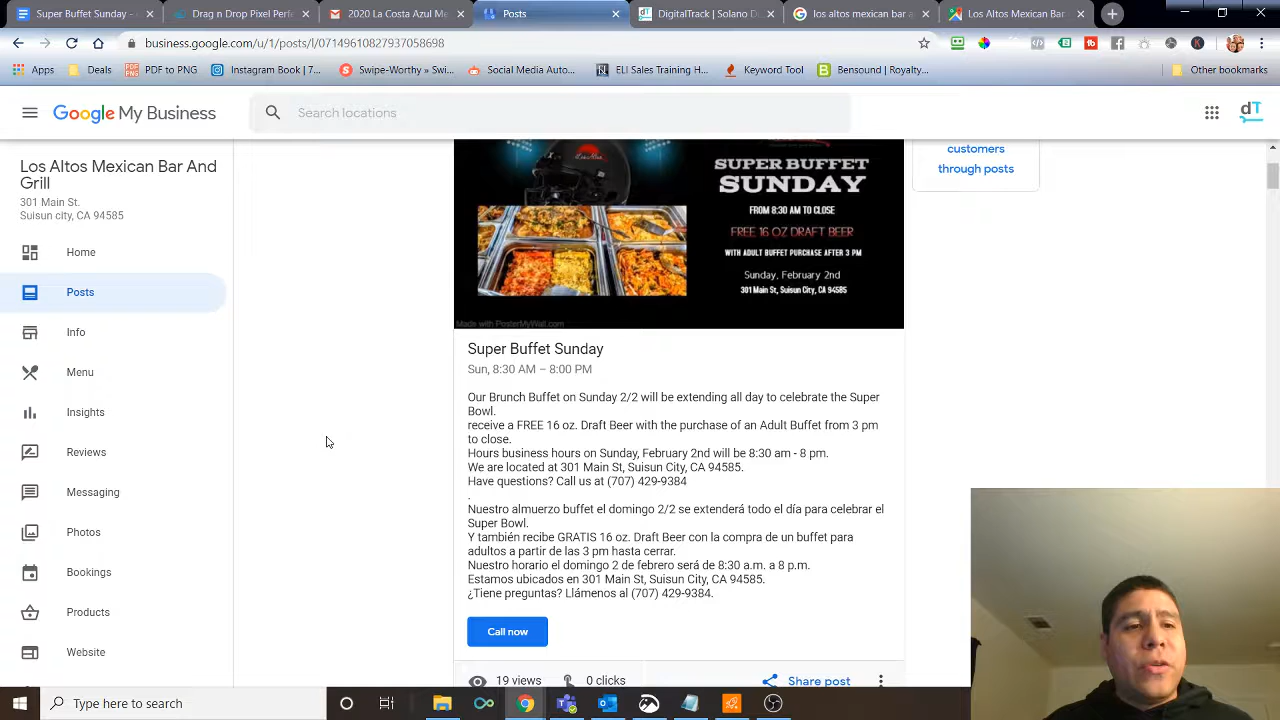 Business Buffet Sunday -
Drag n Drop Pixel Perfe
2020 La Costa Azul Me
Posts
DigitalTrack | Solano D
los altos mexican bar a
Los Altos Mexican Bar
business.google.com/u/1/posts/l/07149610827937058698
Apps
Deals
PDF to PNG
Instagram Book | 7...
Swipe-Worthy » Swi...
Social Media Auto...
ELI Sales Training H...
Keyword Tool
Bensound | Royalty...
Other bookmarks
Google My Business
Search locations
dT
Los Altos Mexican Bar And
Grill
301 Main St.
Suisun city, CA 94585
Home
Posts
Info
Menu
Insights
Reviews
Messaging
Photos
Bookings
Products
Website
customers
through posts
SUPER BUFFET
SUNDAY
FROM 8:30 AM TO CLOSE
FREE 16 OZ DRAFT BEER
WITH ADULT BUFFET PURCHASE AFTER 3 PM
Sunday, February 2nd
301 Main St, Suisun City, CA 94585
Made with PosterMyWall.com
Super Buffet Sunday
Sun, 8:30 AM – 8:00 PM
Our Brunch Buffet on Sunday 2/2 will be extending all day to celebrate the Super
Bowl.
receive a FREE 16 oz. Draft Beer with the purchase of an Adult Buffet from 3 pm
to close.
Hours business hours on Sunday, February 2nd will be 8:30 am - 8 pm.
We are located at 301 Main St, Suisun City, CA 94585.
Have questions? Call us at (707) 429-9384
.
Nuestro almuerzo buffet el domingo 2/2 se extenderá todo el día para celebrar el
Super Bowl.
Y también recibe GRATIS 16 oz. Draft Beer con la compra de un buffet para
adultos a partir de las 3 pm hasta cerrar.
Nuestro horario el domingo 2 de febrero será de 8:30 a.m. a 8 p.m.
Estamos ubicados en 301 Main St, Suisun City, CA 94585.
¿Tiene preguntas? Llámenos al (707) 429-9384.
Call now
19 views
0 clicks
Share post
Type here to search